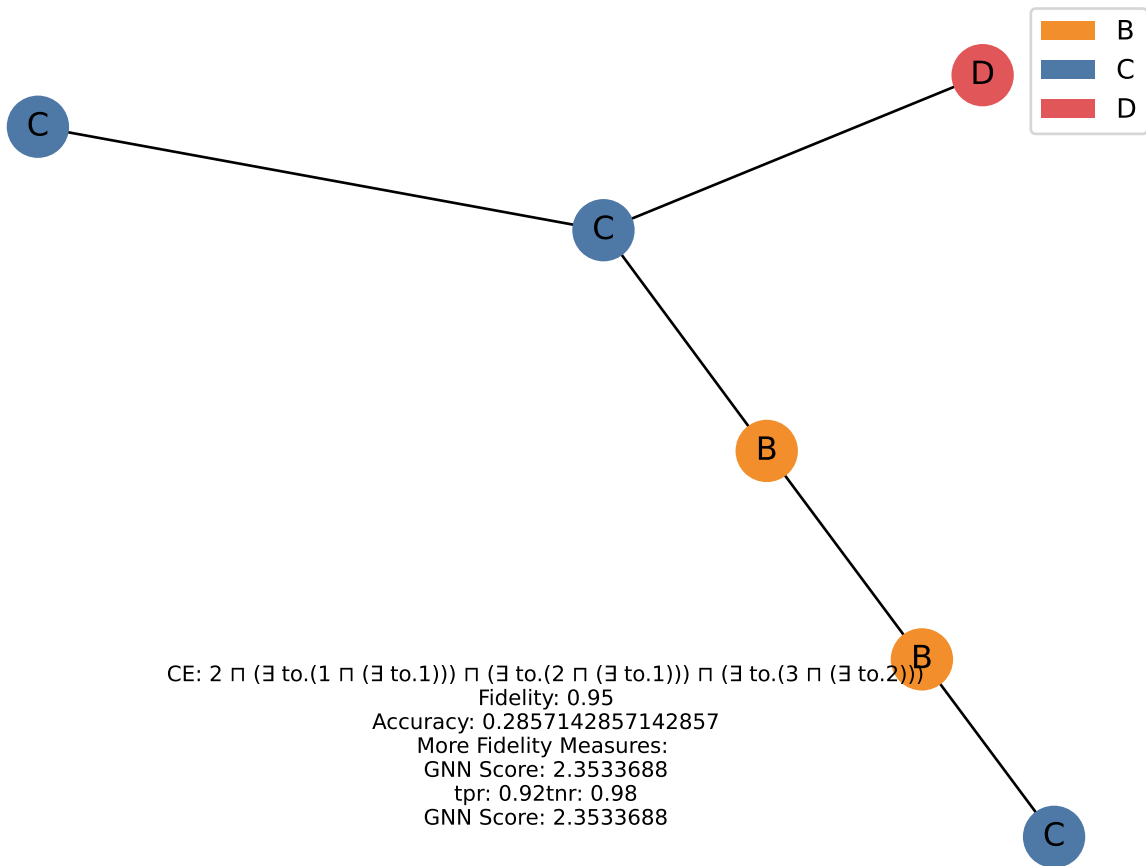 B
C
D
D
C
C
B
B
CE: 2 ⊓ (∃ to.(1 ⊓ (∃ to.1))) ⊓ (∃ to.(2 ⊓ (∃ to.1))) ⊓ (∃ to.(3 ⊓ (∃ to.2)))
Fidelity: 0.95
Accuracy: 0.2857142857142857
More Fidelity Measures:
GNN Score: 2.3533688
tpr: 0.92tnr: 0.98
GNN Score: 2.3533688
C